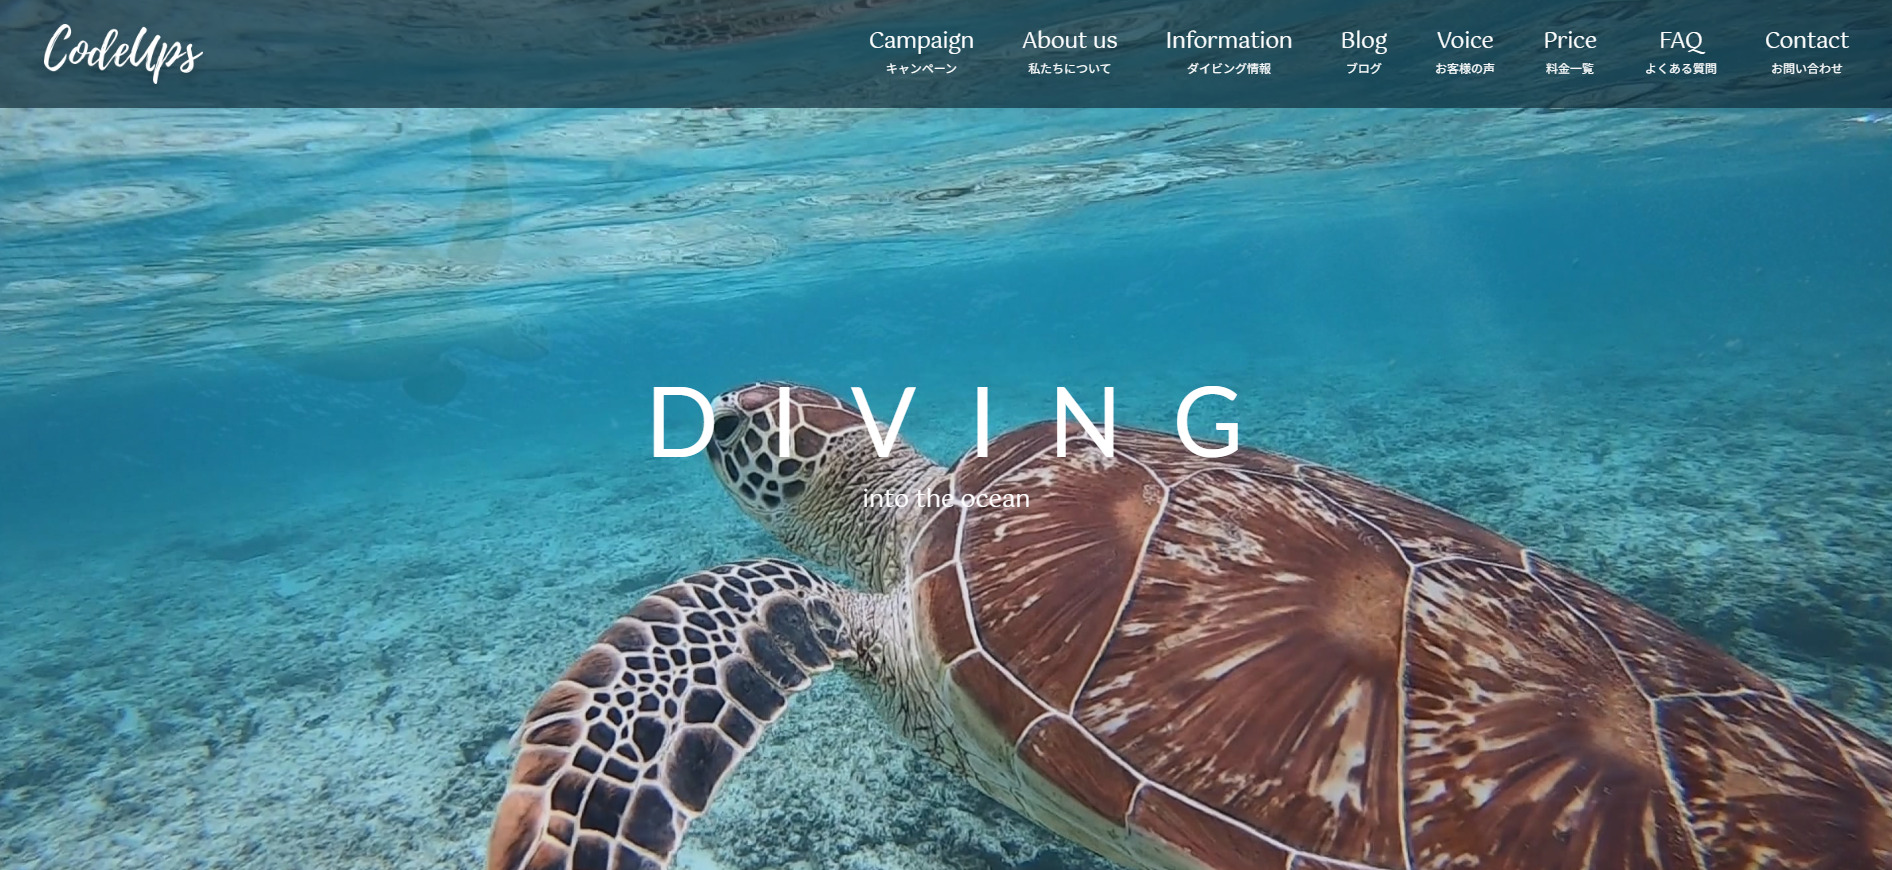 CodeUps
Campaign About us Information Blog Voice Price FAQ Contact
キャンペーン 私たちについて ダイビング情報 ブログ お客様の声 料金一覧 よくある質問 お問い合わせ
DIVING
into the ocean